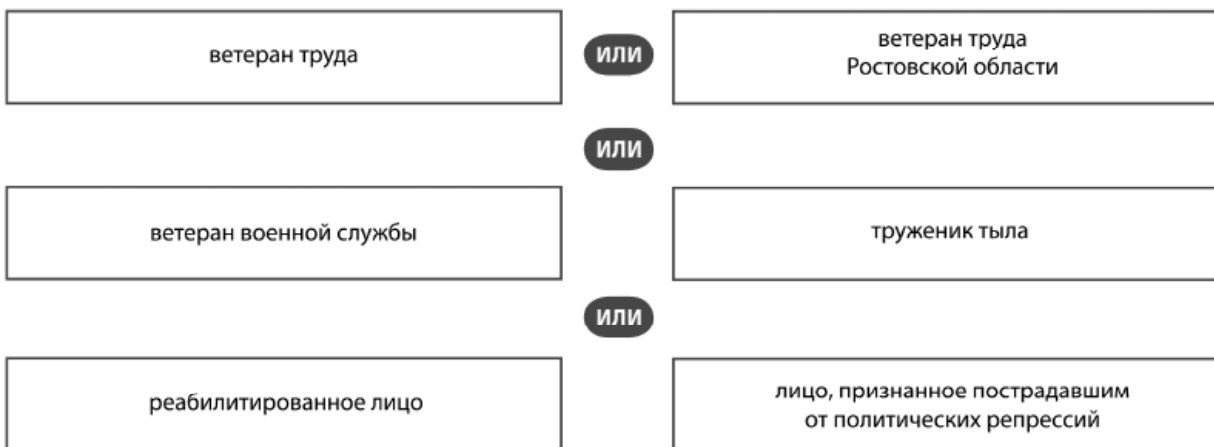 ветеран труда
ИЛИ
ветеран труда
Ростовской области
ИЛИ
ветеран военной службы
труженик тыла
ИЛИ
реабилитированное лицо
лицо, признанное пострадавшим
от политических репрессий